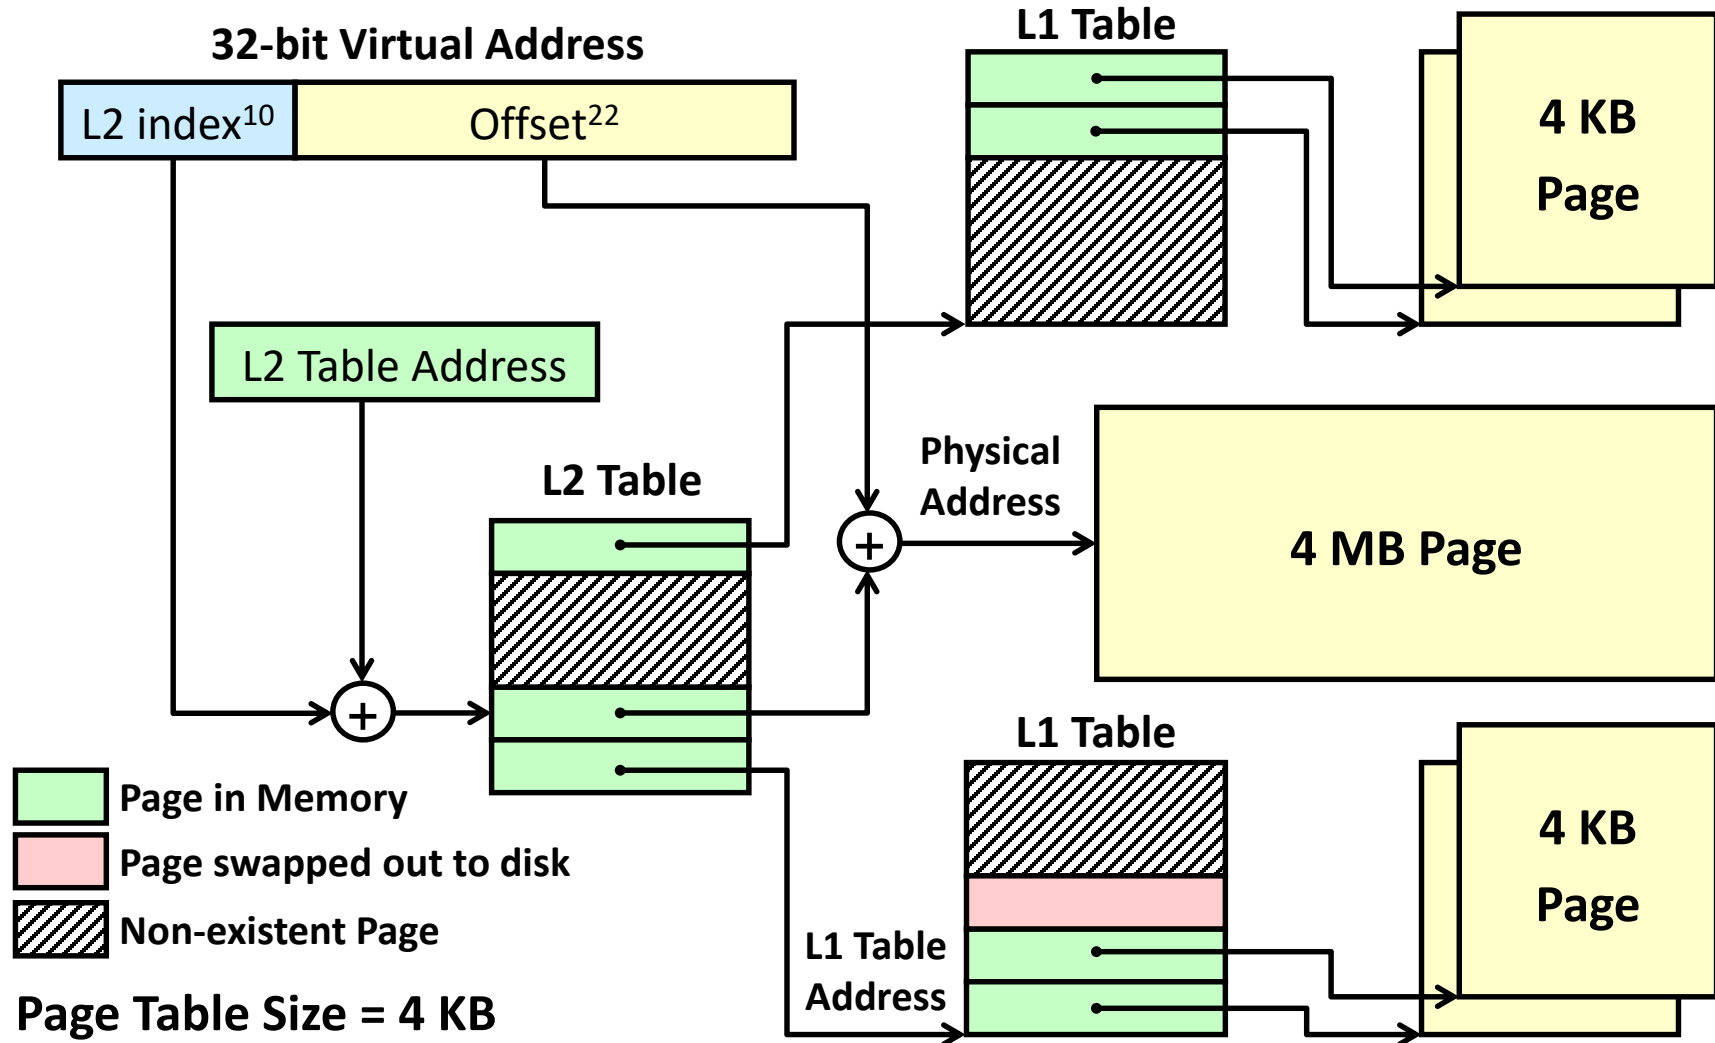 32-bit Virtual Address
L2 index¹⁰
Offset²²
L1 Table
4 KB
Page
L2 Table Address
L2 Table
+
+
Physical
Address
4 MB Page
L1 Table
4 KB
Page
L1 Table
Address
Page in Memory
Page swapped out to disk
Non-existent Page
Page Table Size = 4 KB